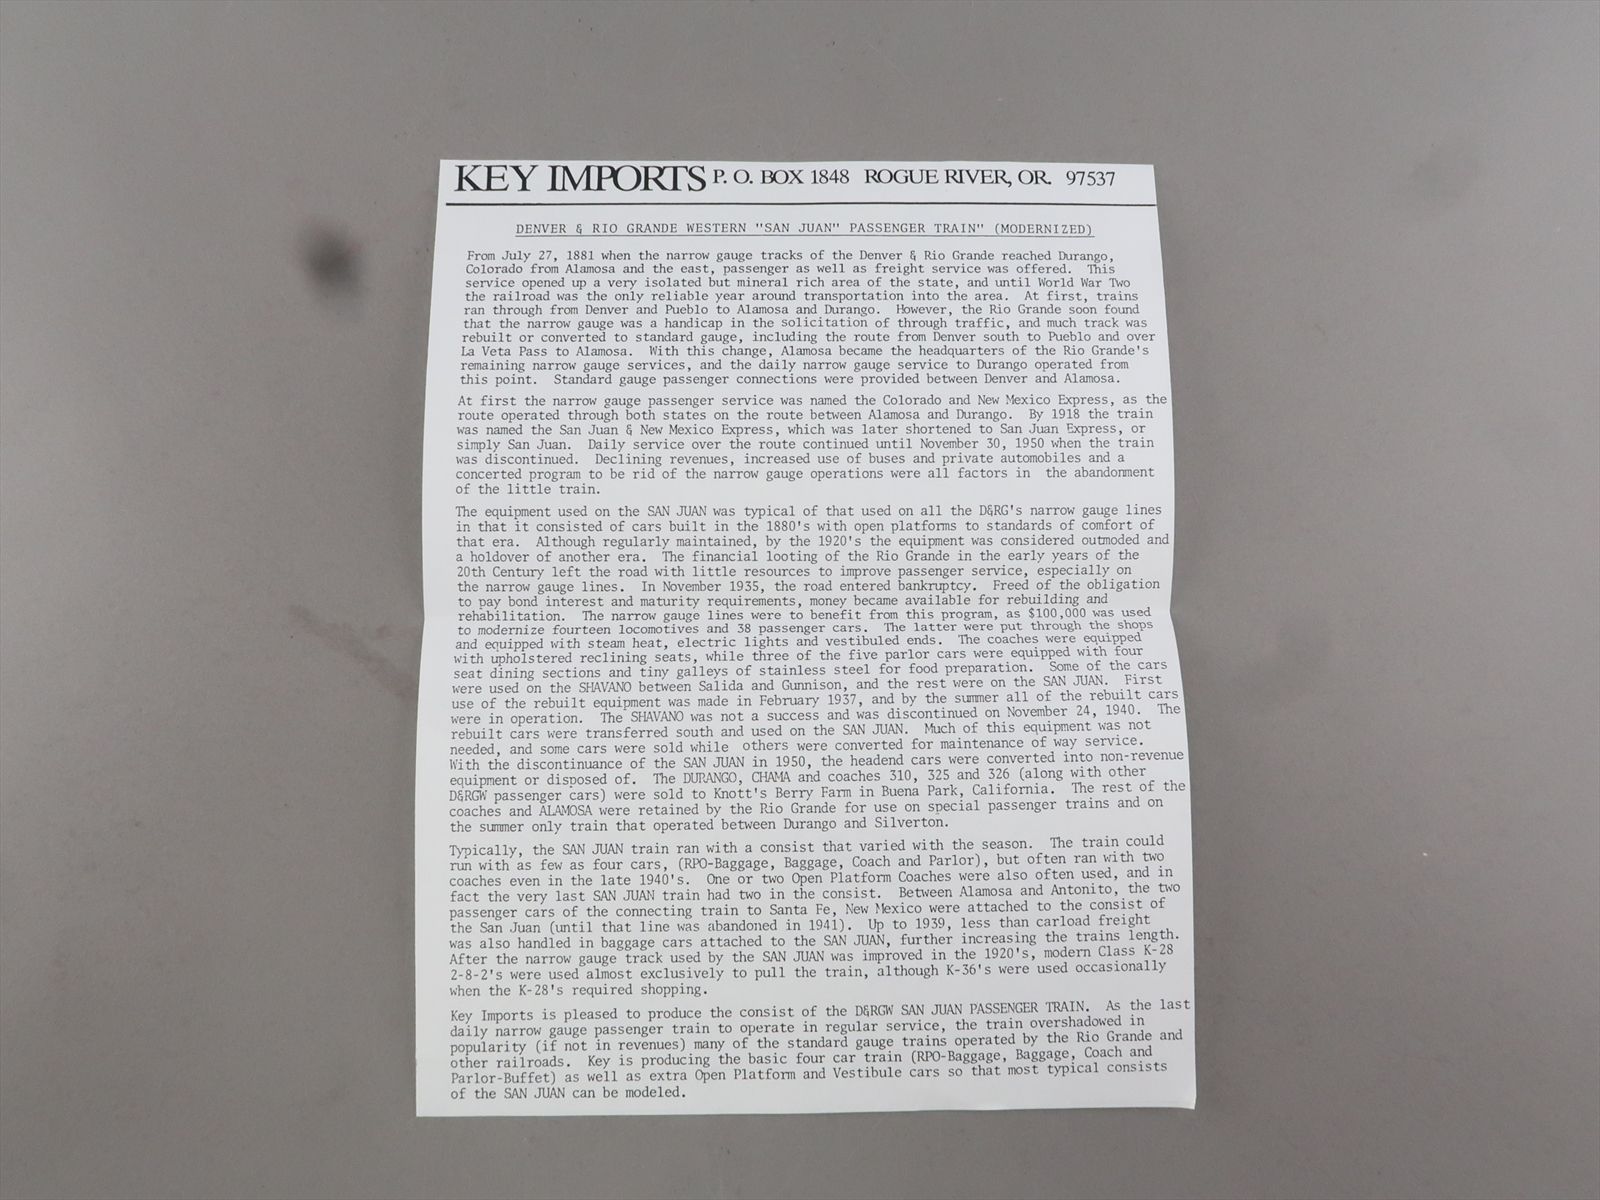 KEY IMPORTS P. O. BOX 1848 ROGUE RIVER, OR. 97537
DENVER & RIO GRANDE WESTERN "SAN JUAN" PASSENGER TRAIN" (MODERNIZED)
From July 27, 1881 when the narrow gauge tracks of the Denver & Rio Grande reached Durango,
Colorado from Alamosa and the east, passenger as well as freight service was offered. This
service opened up a very isolated but mineral rich area of the state, and until World War Two
the railroad was the only reliable year around transportation into the area. At first, trains
ran through from Denver and Pueblo to Alamosa and Durango. However, the Rio Grande soon found
that the narrow gauge was a handicap in the solicitation of through traffic, and much track was
rebuilt or converted to standard gauge, including the route from Denver south to Pueblo and over
La Veta Pass to Alamosa. With this change, Alamosa became the headquarters of the Rio Grande's
remaining narrow gauge services, and the daily narrow gauge service to Durango operated from
this point. Standard gauge passenger connections were provided between Denver and Alamosa.
At first the narrow gauge passenger service was named the Colorado and New Mexico Express, as the
route operated through both states on the route between Alamosa and Durango. By 1918 the train
was named the San Juan & New Mexico Express, which was later shortened to San Juan Express, or
simply San Juan. Daily service over the route continued until November 30, 1950 when the train
was discontinued. Declining revenues, increased use of buses and private automobiles and a
concerted program to be rid of the narrow gauge operations were all factors in the abandonment
of the little train.
The equipment used on the SAN JUAN was typical of that used on all the D&RG's narrow gauge lines
in that it consisted of cars built in the 1880's with open platforms to standards of comfort of
that era. Although regularly maintained, by the 1920's the equipment was considered outmoded and
a holdover of another era. The financial looting of the Rio Grande in the early years of the
20th Century left the road with little resources to improve passenger service, especially on
the narrow gauge lines. In November 1935, the road entered bankruptcy. Freed of the obligation
to pay bond interest and maturity requirements, money became available for rebuilding and
rehabilitation. The narrow gauge lines were to benefit from this program, as $100,000 was used
to modernize fourteen locomotives and 38 passenger cars. The latter were put through the shops
and equipped with steam heat, electric lights and vestibuled ends. The coaches were equipped
with upholstered reclining seats, while three of the five parlor cars were equipped with four
seat dining sections and tiny galleys of stainless steel for food preparation. Some of the cars
were used on the SHAVANO between Salida and Gunnison, and the rest were on the SAN JUAN. First
use of the rebuilt equipment was made in February 1937, and by the summer all of the rebuilt cars
were in operation. The SHAVANO was not a success and was discontinued on November 24, 1940. The
rebuilt cars were transferred south and used on the SAN JUAN. Much of this equipment was not
needed, and some cars were sold while others were converted for maintenance of way service.
With the discontinuance of the SAN JUAN in 1950, the headend cars were converted into non-revenue
equipment or disposed of. The DURANGO, CHAMA and coaches 310, 325 and 326 (along with other
D&RGW passenger cars) were sold to Knott's Berry Farm in Buena Park, California. The rest of the
coaches and ALAMOSA were retained by the Rio Grande for use on special passenger trains and on
the summer only train that operated between Durango and Silverton.
Typically, the SAN JUAN train ran with a consist that varied with the season. The train could
run with as few as four cars, (RPO-Baggage, Baggage, Coach and Parlor), but often ran with two
coaches even in the late 1940's. One or two Open Platform Coaches were also often used, and in
fact the very last SAN JUAN train had two in the consist. Between Alamosa and Antonito, the two
passenger cars of the connecting train to Santa Fe, New Mexico were attached to the consist of
the San Juan (until that line was abandoned in 1941). Up to 1939, less than carload freight
was also handled in baggage cars attached to the SAN JUAN, further increasing the trains length.
After the narrow gauge track used by the SAN JUAN was improved in the 1920's, modern Class K-28
2-8-2's were used almost exclusively to pull the train, although K-36's were used occasionally
when the K-28's required shopping.
Key Imports is pleased to produce the consist of the D&RGW SAN JUAN PASSENGER TRAIN. As the last
daily narrow gauge passenger train to operate in regular service, the train overshadowed in
popularity (if not in revenues) many of the standard gauge trains operated by the Rio Grande and
other railroads. Key is producing the basic four car train (RPO-Baggage, Baggage, Coach and
Parlor-Buffet) as well as extra Open Platform and Vestibule cars so that most typical consists
of the SAN JUAN can be modeled.